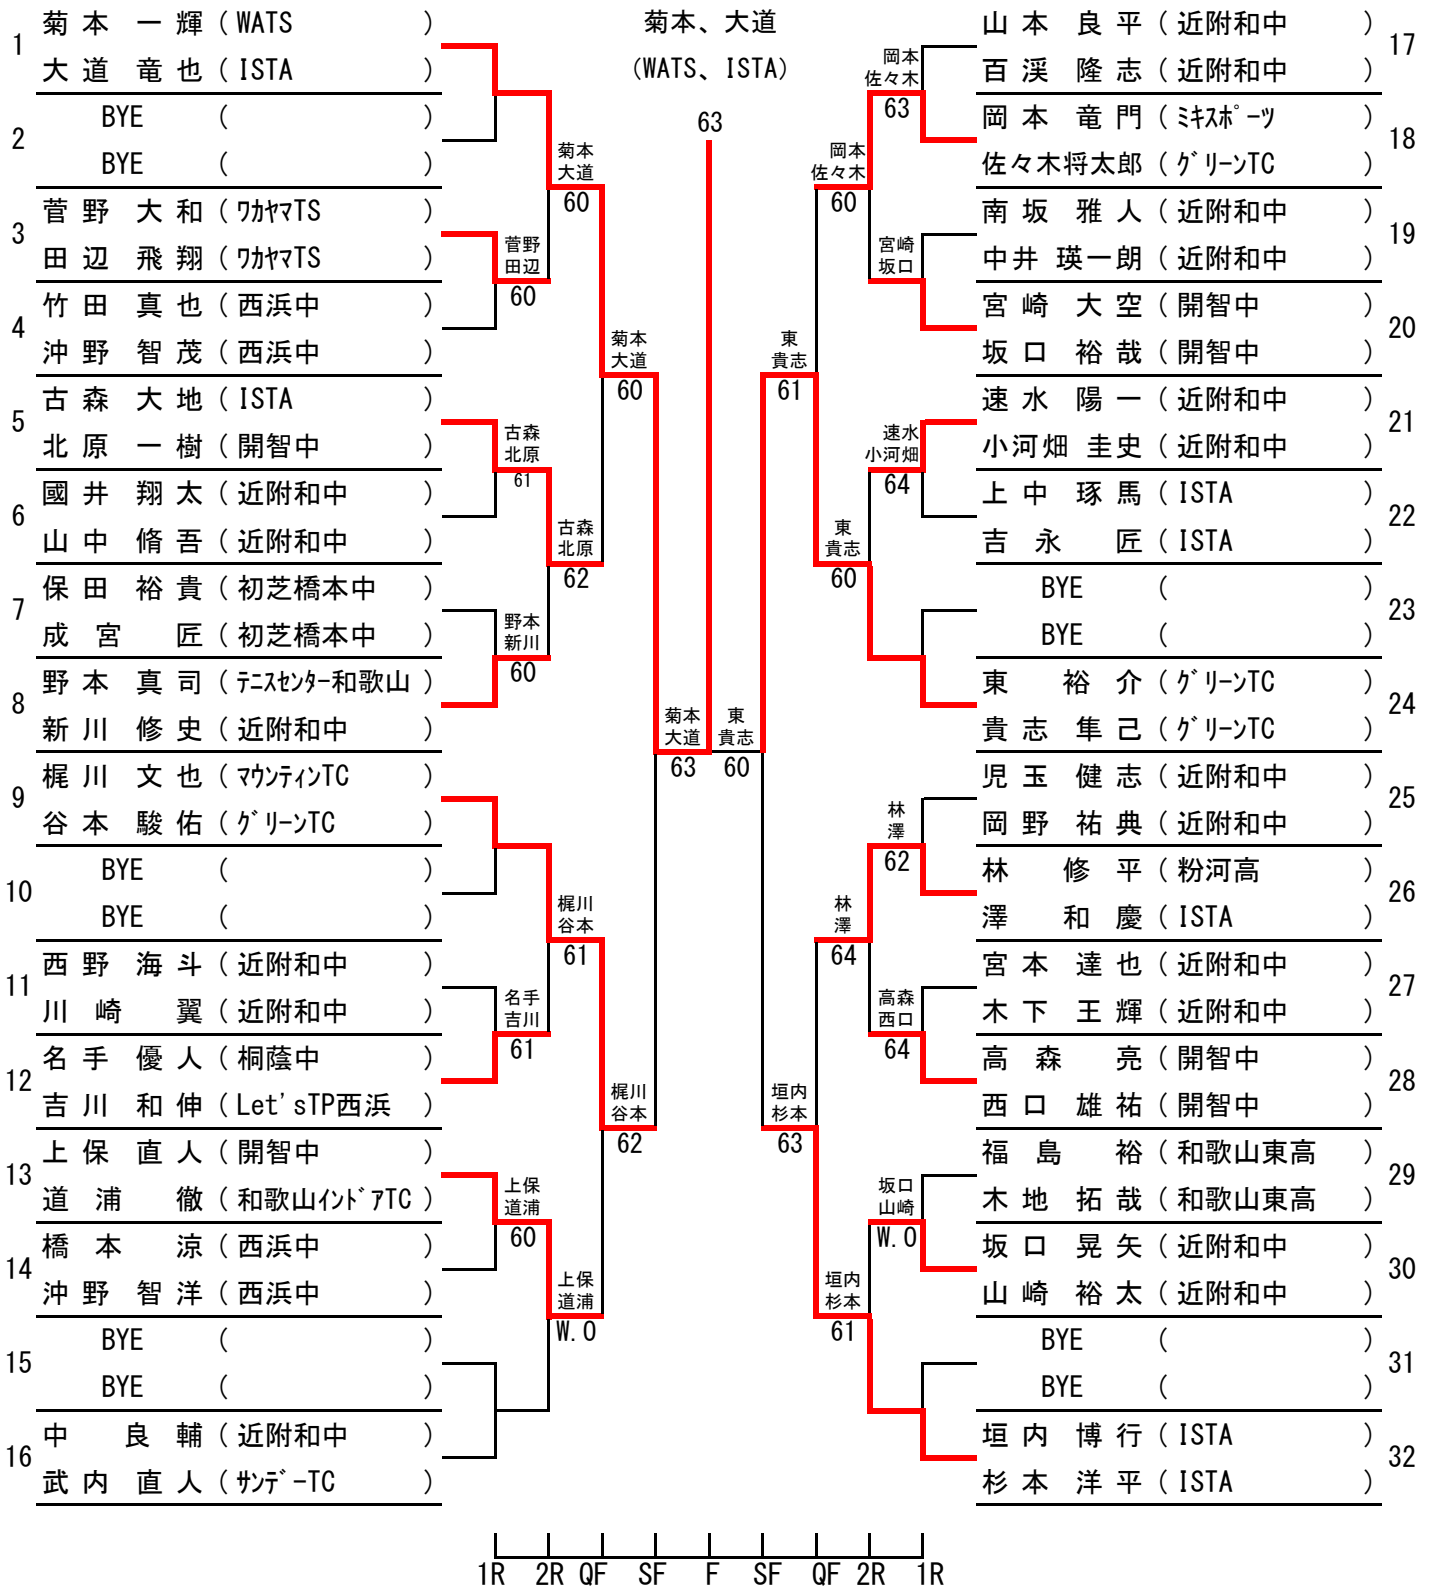 菊本、大道
(WATS、ISTA)
63
1
菊本 一輝 ( WATS )
大道 竜也 ( ISTA )
2
BYE ( )
BYE ( )
3
菅野 大和 ( ワカヤマTS )
田辺 飛翔 ( ワカヤマTS )
4
竹田 真也 ( 西浜中 )
沖野 智茂 ( 西浜中 )
5
古森 大地 ( ISTA )
北原 一樹 ( 開智中 )
6
國井 翔太 ( 近附和中 )
山中 脩吾 ( 近附和中 )
7
保田 裕貴 ( 初芝橋本中 )
成宮 匠 ( 初芝橋本中 )
8
野本 真司 ( テニスセンター和歌山 )
新川 修史 ( 近附和中 )
9
梶川 文也 ( マウンティンTC )
谷本 駿佑 ( グリーンTC )
10
BYE ( )
BYE ( )
11
西野 海斗 ( 近附和中 )
川崎 翼 ( 近附和中 )
12
名手 優人 ( 桐蔭中 )
吉川 和伸 ( Let'sTP西浜 )
13
上保 直人 ( 開智中 )
道浦 徹 ( 和歌山インドアTC )
14
橋本 涼 ( 西浜中 )
沖野 智洋 ( 西浜中 )
15
BYE ( )
BYE ( )
16
中 良輔 ( 近附和中 )
武内 直人 ( サンデーTC )
菅野
田辺
60
古森
北原
61
野本
新川
60
名手
吉川
61
上保
道浦
60
菊本
大道
60
古森
北原
62
梶川
谷本
61
上保
道浦
W.O
菊本
大道
60
梶川
谷本
62
菊本
大道
63
東
貴志
60
東
貴志
61
垣内
杉本
63
岡本
佐々木
60
東
貴志
60
林
澤
64
垣内
杉本
61
岡本
佐々木
63
宮崎
坂口
速水
小河畑
64
林
澤
62
高森
西口
64
坂口
山崎
W.O
山本 良平 ( 近附和中 )
百渓 隆志 ( 近附和中 )
17
岡本 竜門 ( ミキスポーツ )
佐々木将太郎 ( グリーンTC )
18
南坂 雅人 ( 近附和中 )
中井 瑛一朗 ( 近附和中 )
19
宮崎 大空 ( 開智中 )
坂口 裕哉 ( 開智中 )
20
速水 陽一 ( 近附和中 )
小河畑 圭史 ( 近附和中 )
21
上中 琢馬 ( ISTA )
吉永 匠 ( ISTA )
22
BYE ( )
BYE ( )
23
東 裕介 ( グリーンTC )
貴志 隼己 ( グリーンTC )
24
児玉 健志 ( 近附和中 )
岡野 祐典 ( 近附和中 )
25
林 修平 ( 粉河高 )
澤 和慶 ( ISTA )
26
宮本 達也 ( 近附和中 )
木下 王輝 ( 近附和中 )
27
高森 亮 ( 開智中 )
西口 雄祐 ( 開智中 )
28
福島 裕 ( 和歌山東高 )
木地 拓哉 ( 和歌山東高 )
29
坂口 晃矢 ( 近附和中 )
山崎 裕太 ( 近附和中 )
30
BYE ( )
BYE ( )
31
垣内 博行 ( ISTA )
杉本 洋平 ( ISTA )
32
1R 2R QF SF F SF QF 2R 1R